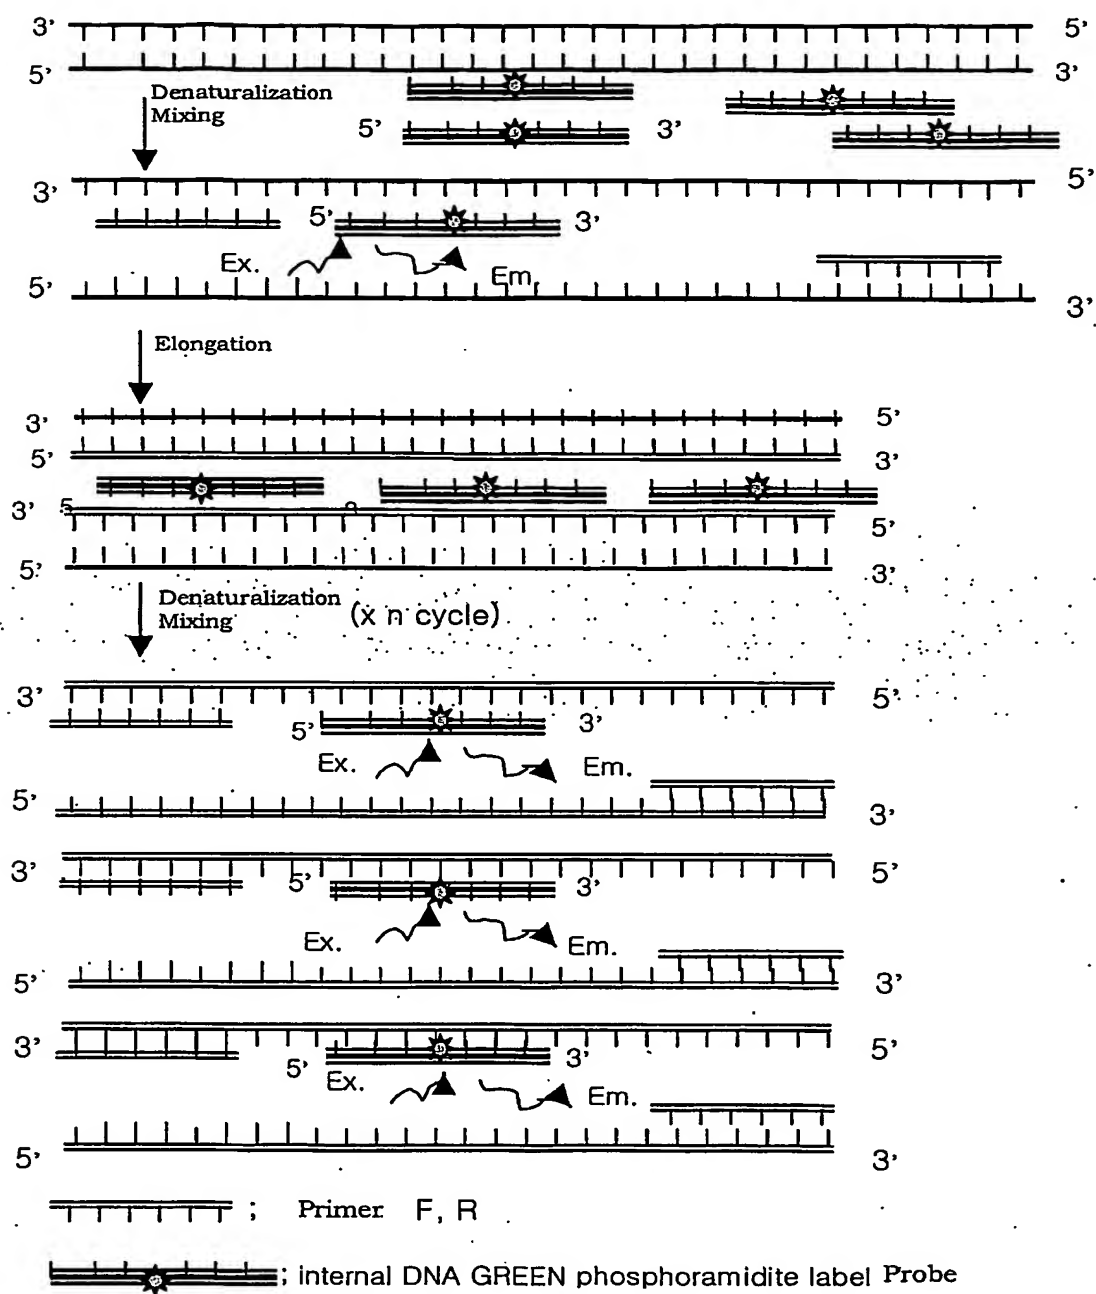 3' 5'
5' 3'
Denaturalization
Mixing
5' 3'
3' 5'
5' 3'
Ex. Em.
5' 3'
Elongation
3' 5'
5' 3'
3' 5'
5' 3'
Denaturalization
Mixing (x n cycle)
3' 5'
5' 3'
Ex. Em.
5' 3'
3' 5'
5' 3'
Ex. Em.
5' 3'
3' 5'
5' 3'
Ex. Em.
5' 3'
; Primer F, R
; internal DNA GREEN phosphoramidite label Probe